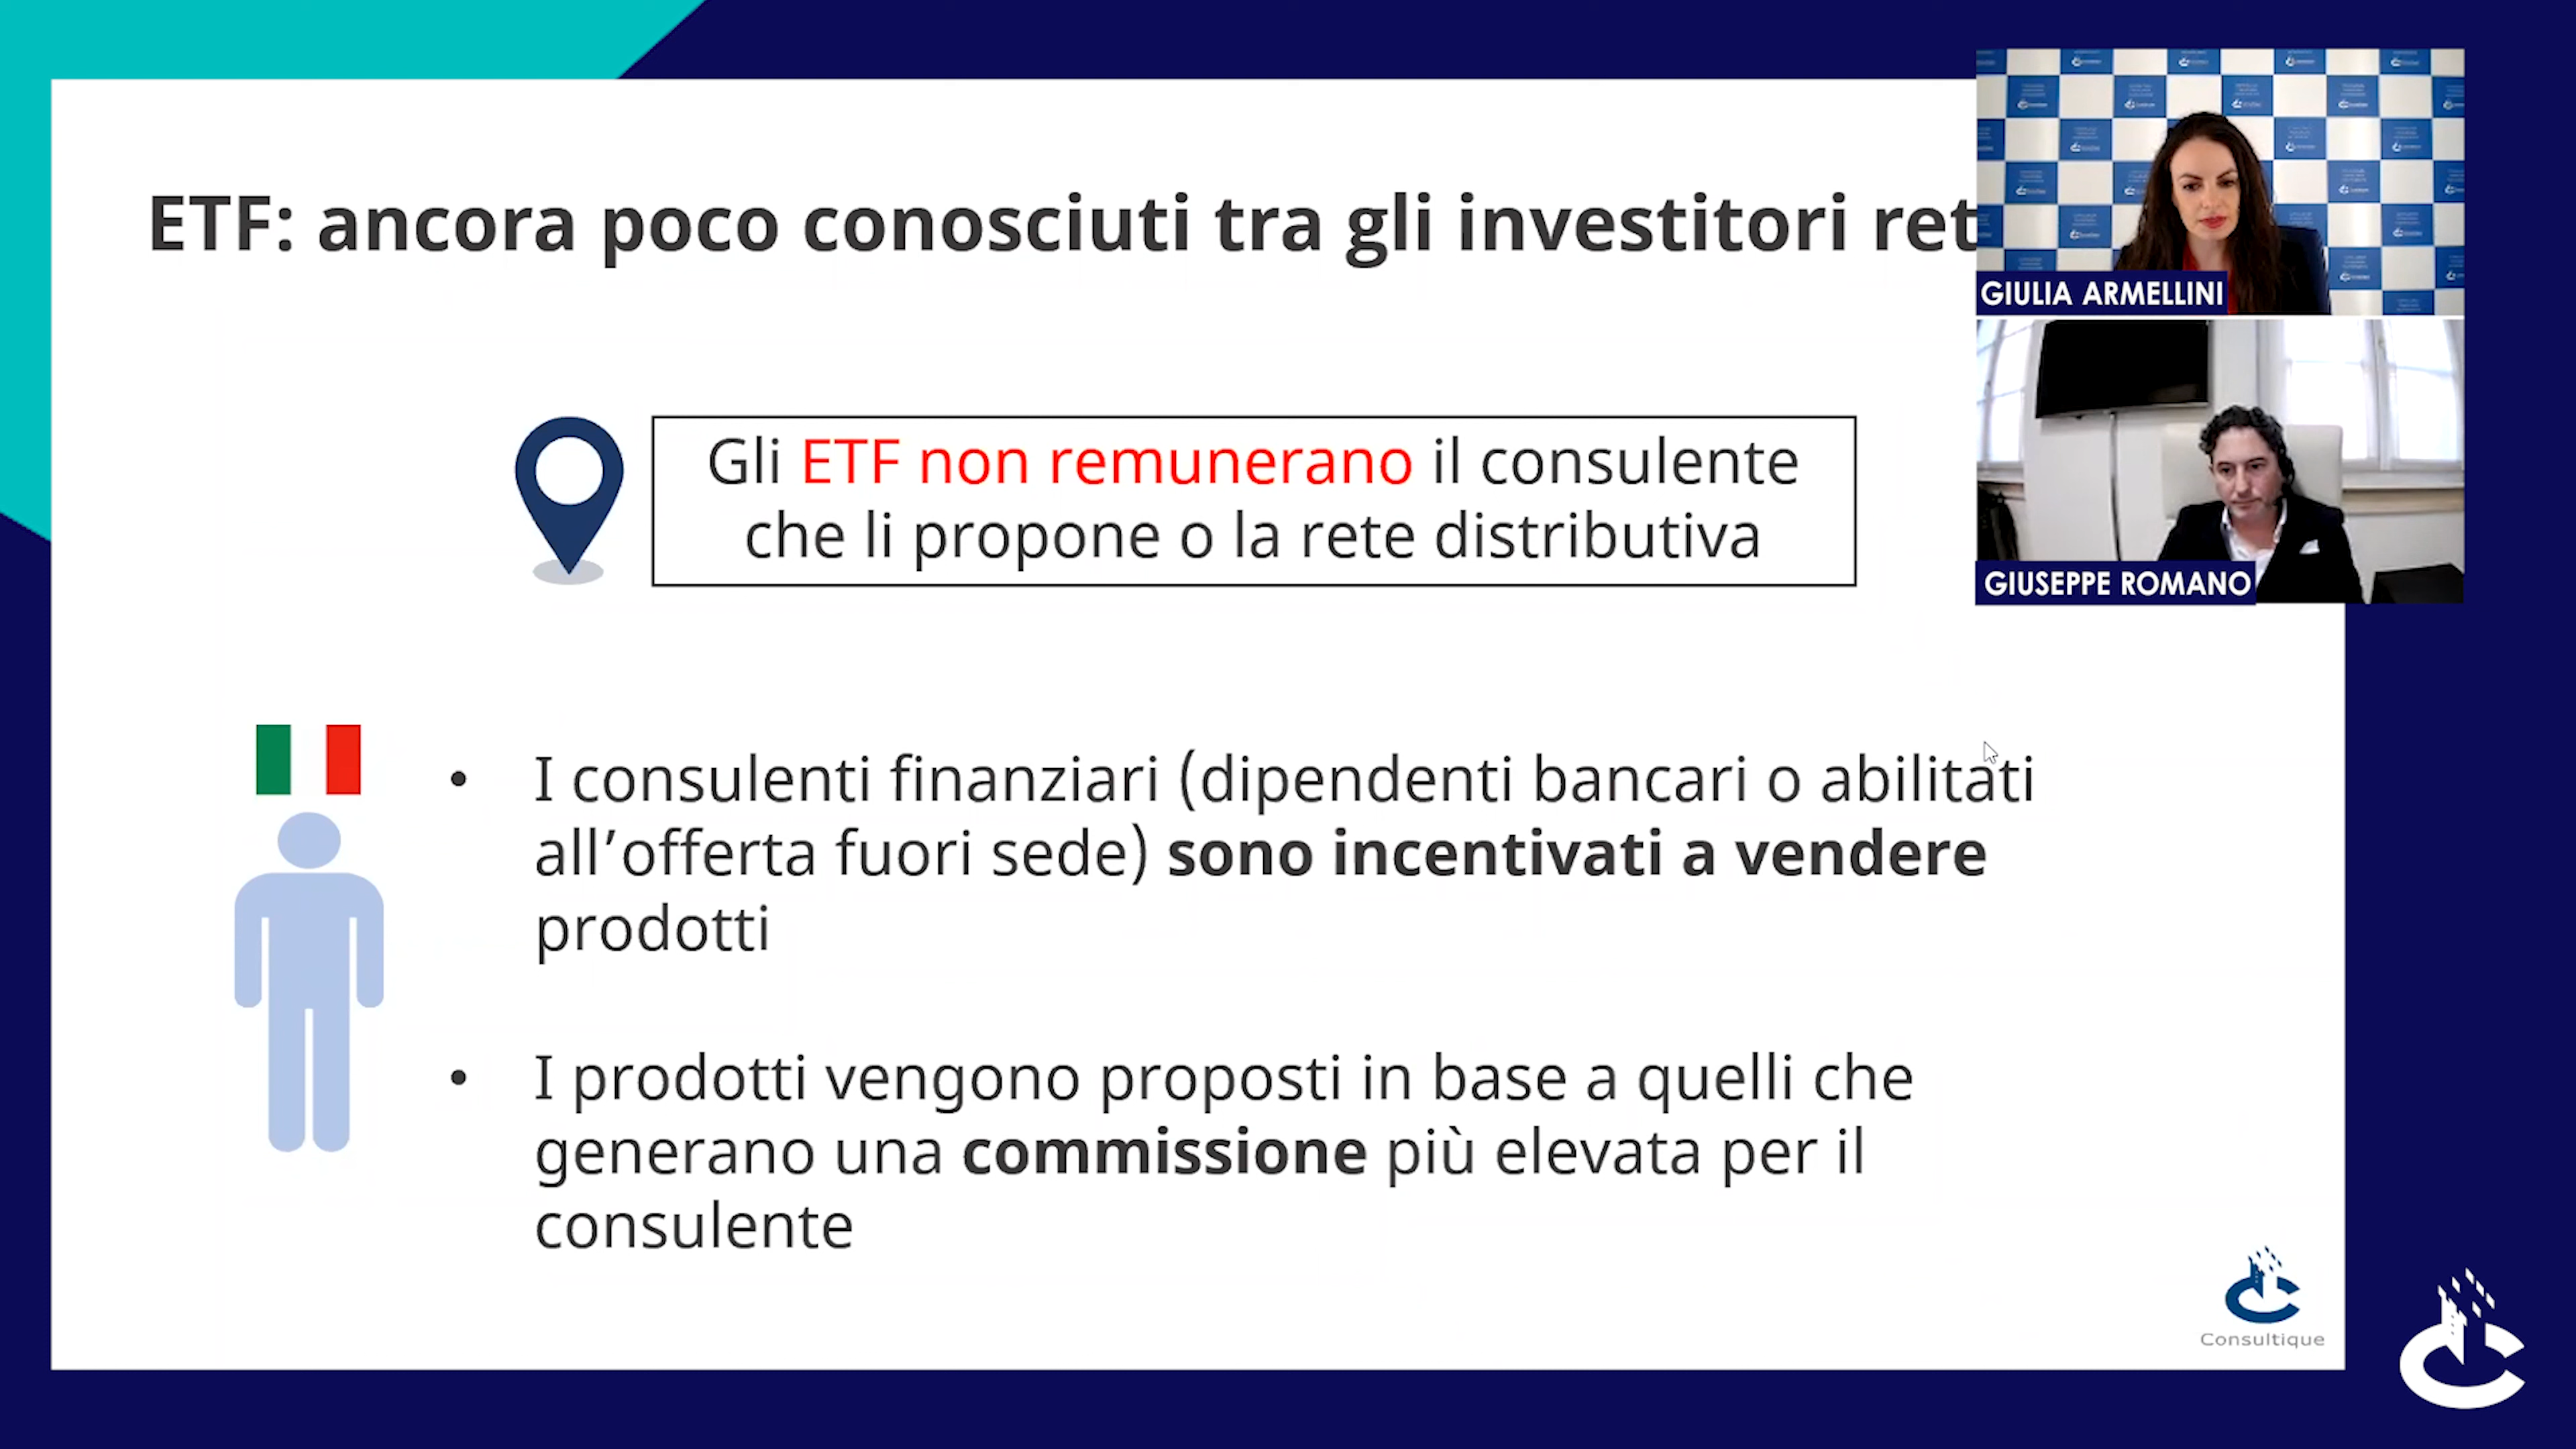 ETF: ancora poco conosciuti tra gli investitori ret
GIULIA ARMELLINI
GIUSEPPE ROMANO
Gli ETF non remunerano il consulente
che li propone o la rete distributiva
• I consulenti finanziari (dipendenti bancari o abilitati
all’offerta fuori sede) sono incentivati a vendere
prodotti
• I prodotti vengono proposti in base a quelli che
generano una commissione più elevata per il
consulente
Consultique